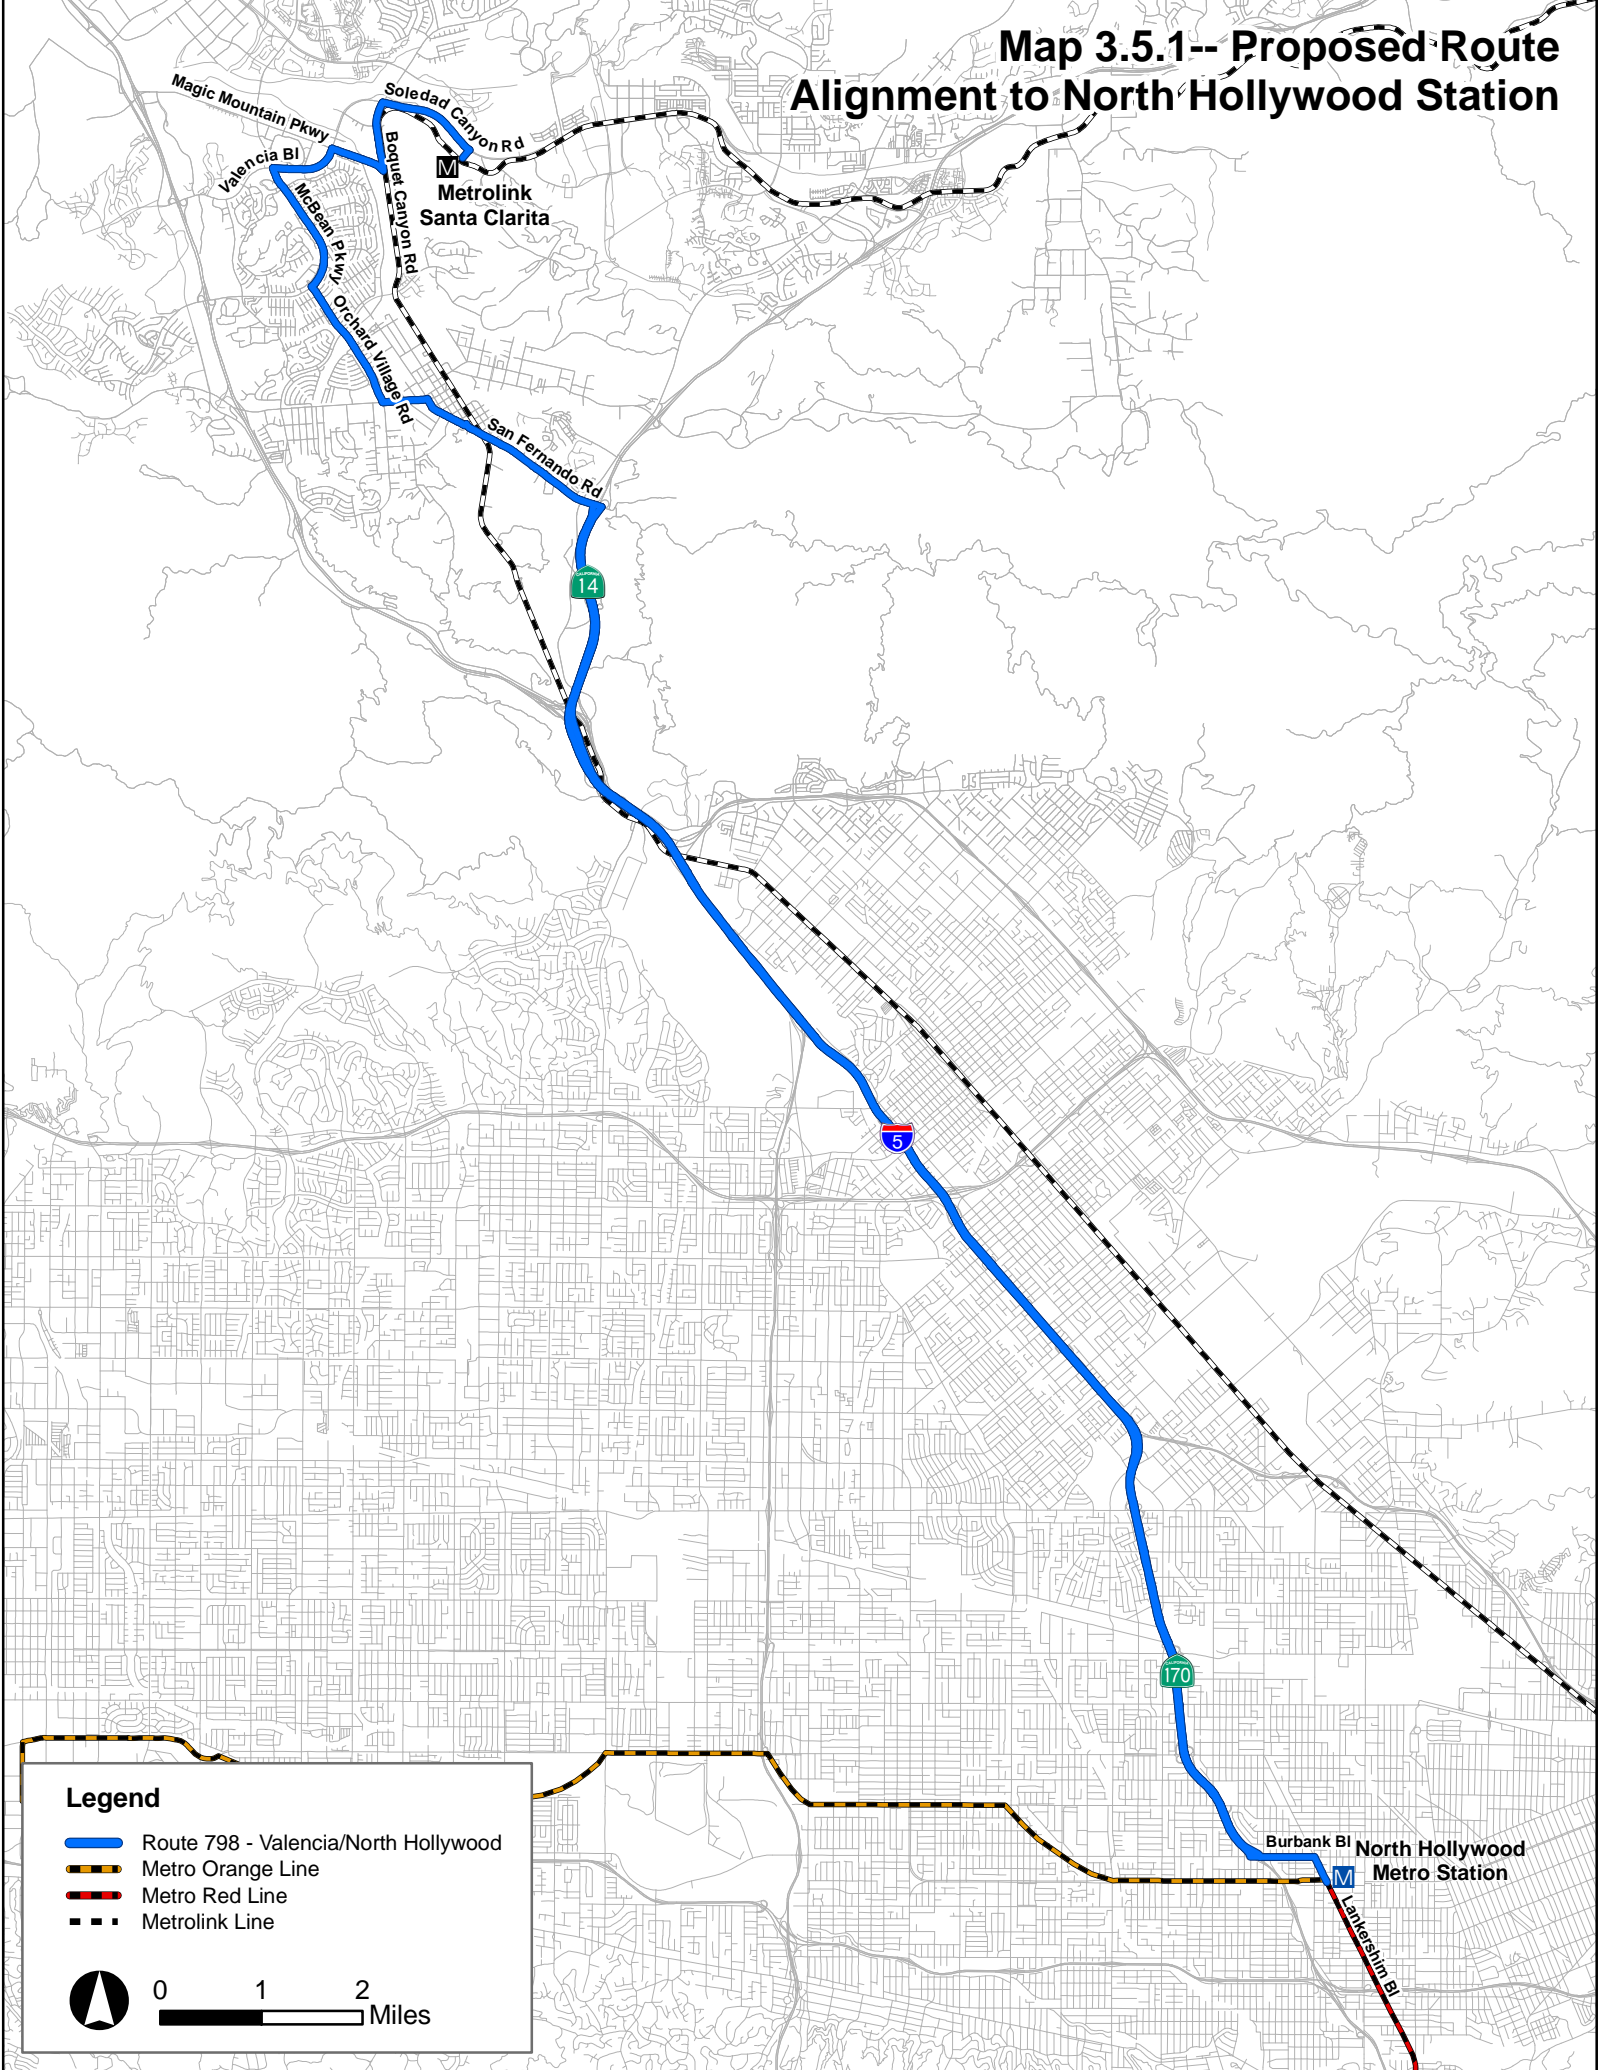 Map 3.5.1-- Proposed Route
Alignment to North Hollywood Station
Magic Mountain Pkwy
Soledad Canyon Rd
Valencia Bl
Boquet Canyon Rd
M
Metrolink
Santa Clarita
McBean Pkwy
Orchard Village Rd
San Fernando Rd
CALIFORNIA
14
5
CALIFORNIA
170
Burbank Bl
North Hollywood
Metro Station
M
Lankershim Bl
Legend
Route 798 - Valencia/North Hollywood
Metro Orange Line
Metro Red Line
Metrolink Line
0 1 2
Miles